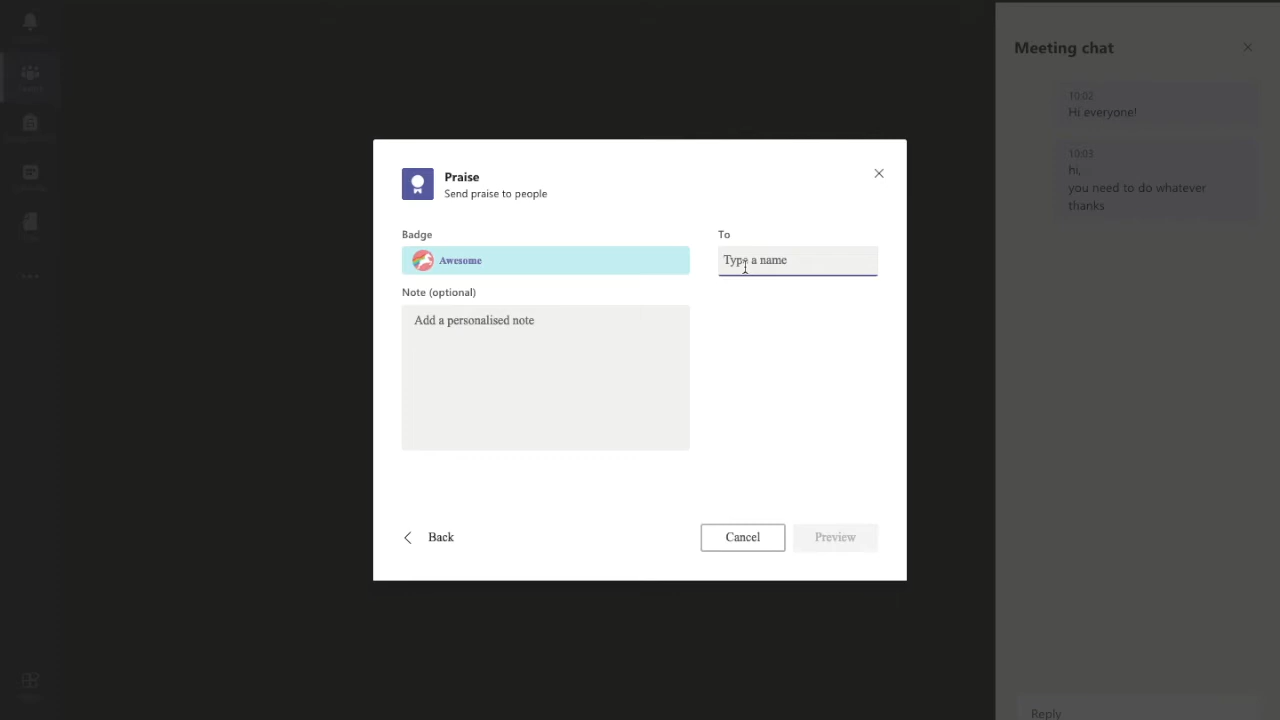 Meeting chat
10:02
Hi everyone!
10:03
hi,
you need to do whatever
thanks
Reply
Praise
Send praise to people
Badge
Awesome
To
Type a name
Note (optional)
Add a personalised note
Back
Cancel
Preview